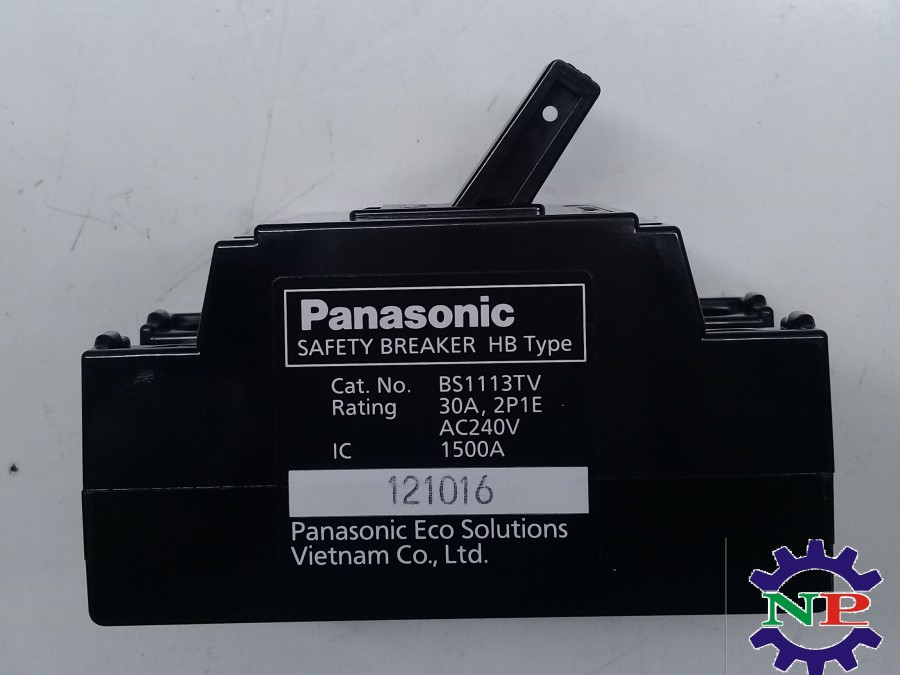 Panasonic
SAFETY BREAKER HB Type
Cat. No. BS1113TV
Rating 30A, 2P1E
AC240V
IC 1500A
121016
Panasonic Eco Solutions
Vietnam Co., Ltd.
NP